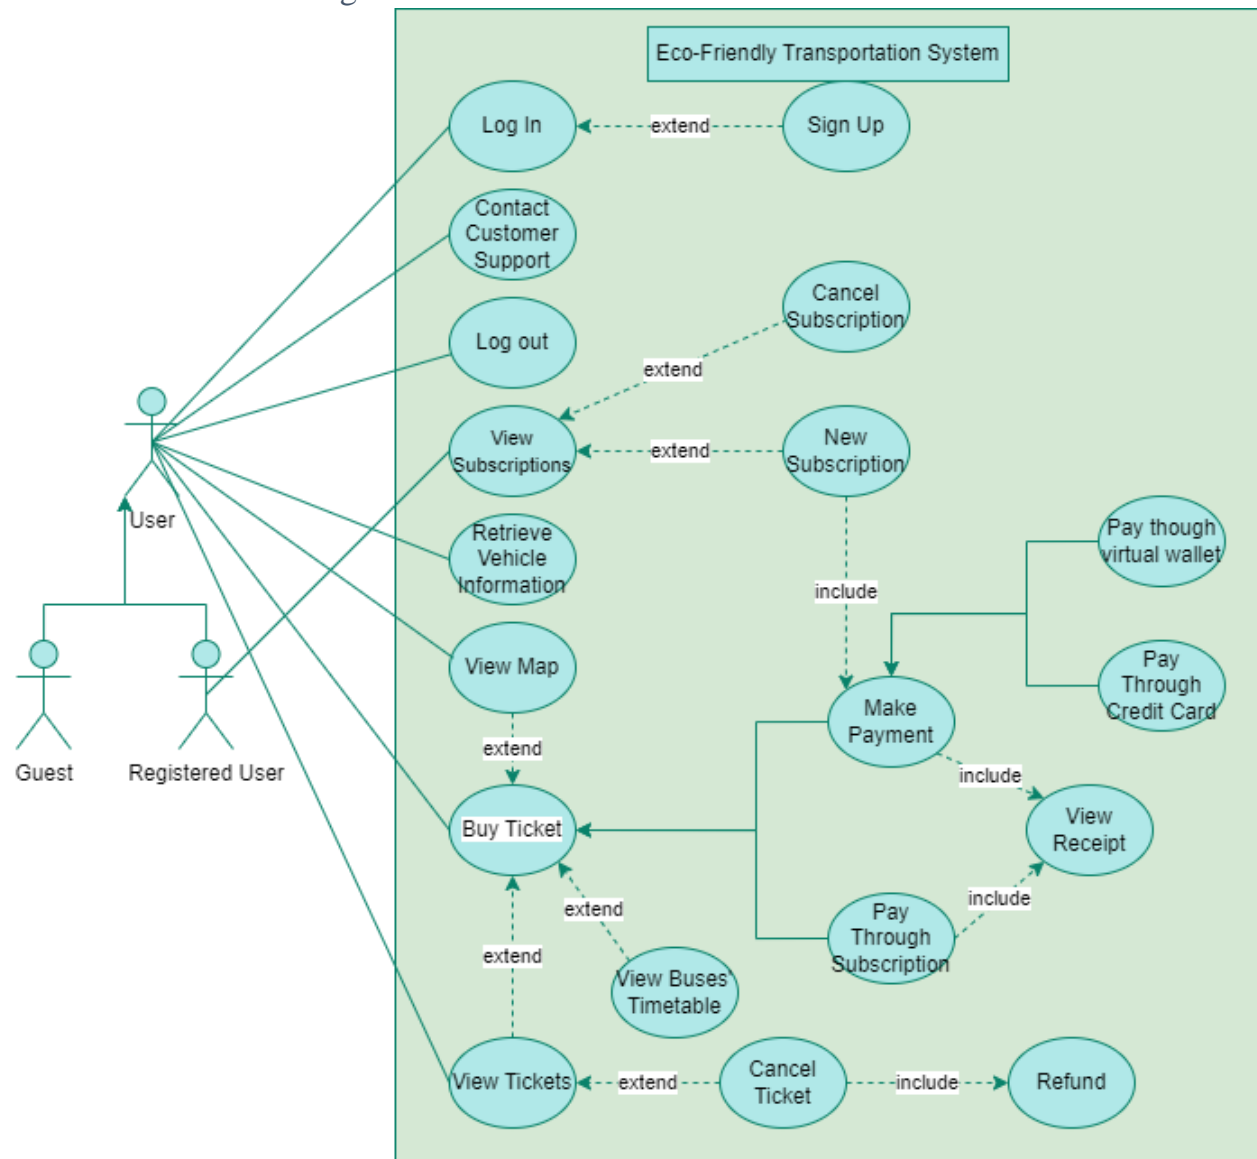 Eco-Friendly Transportation System
Log In
extend
Sign Up
Contact
Customer
Support
Cancel
Subscription
Log out
extend
View
Subscriptions
extend
New
Subscription
User
Retrieve
Vehicle
Information
Pay though
virtual wallet
include
View Map
Pay
Through
Credit Card
Make
Payment
extend
Guest
Registered User
include
Buy Ticket
View
Receipt
extend
include
Pay
Through
Subscription
extend
View Buses'
Timetable
View Tickets
extend
Cancel
Ticket
include
Refund